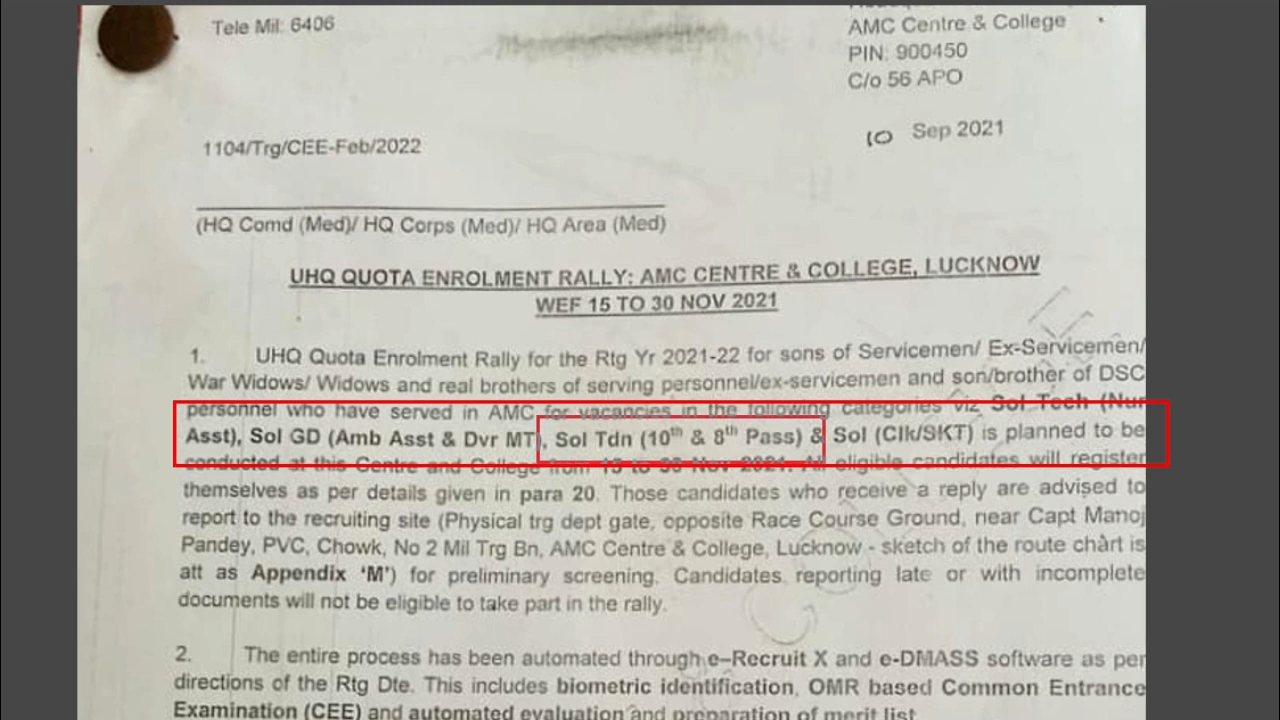 Tele Mil: 6406
AMC Centre & College
PIN: 900450
C/o 56 APO
10 Sep 2021
1104/Trg/CEE-Feb/2022
(HQ Comd (Med)/ HQ Corps (Med)/ HQ Area (Med)
UHQ QUOTA ENROLMENT RALLY: AMC CENTRE & COLLEGE, LUCKNOW
WEF 15 TO 30 NOV 2021
1. UHQ Quota Enrolment Rally for the Rtg Yr 2021-22 for sons of Servicemen/ Ex-Servicemen/
War Widows/ Widows and real brothers of serving personnel/ex-servicemen and son/brother of DSC
personnel who have served in AMC for vacancies in the following categories viz Sol Tech (Nur
Asst), Sol GD (Amb Asst & Dvr MT), Sol Tdn (10th & 8th Pass) & Sol (Clk/SKT) is planned to be
conducted at this Centre and College from 15 to 30 Nov 2021. All eligible candidates will register
themselves as per details given in para 20. Those candidates who receive a reply are advised to
report to the recruiting site (Physical trg dept gate, opposite Race Course Ground, near Capt Manoj
Pandey, PVC, Chowk, No 2 Mil Trg Bn, AMC Centre & College, Lucknow - sketch of the route chart is
att as Appendix ‘M’) for preliminary screening. Candidates reporting late or with incomplete
documents will not be eligible to take part in the rally.
2. The entire process has been automated through e–Recruit X and e-DMASS software as per
directions of the Rtg Dte. This includes biometric identification, OMR based Common Entrance
Examination (CEE) and automated evaluation and preparation of merit list